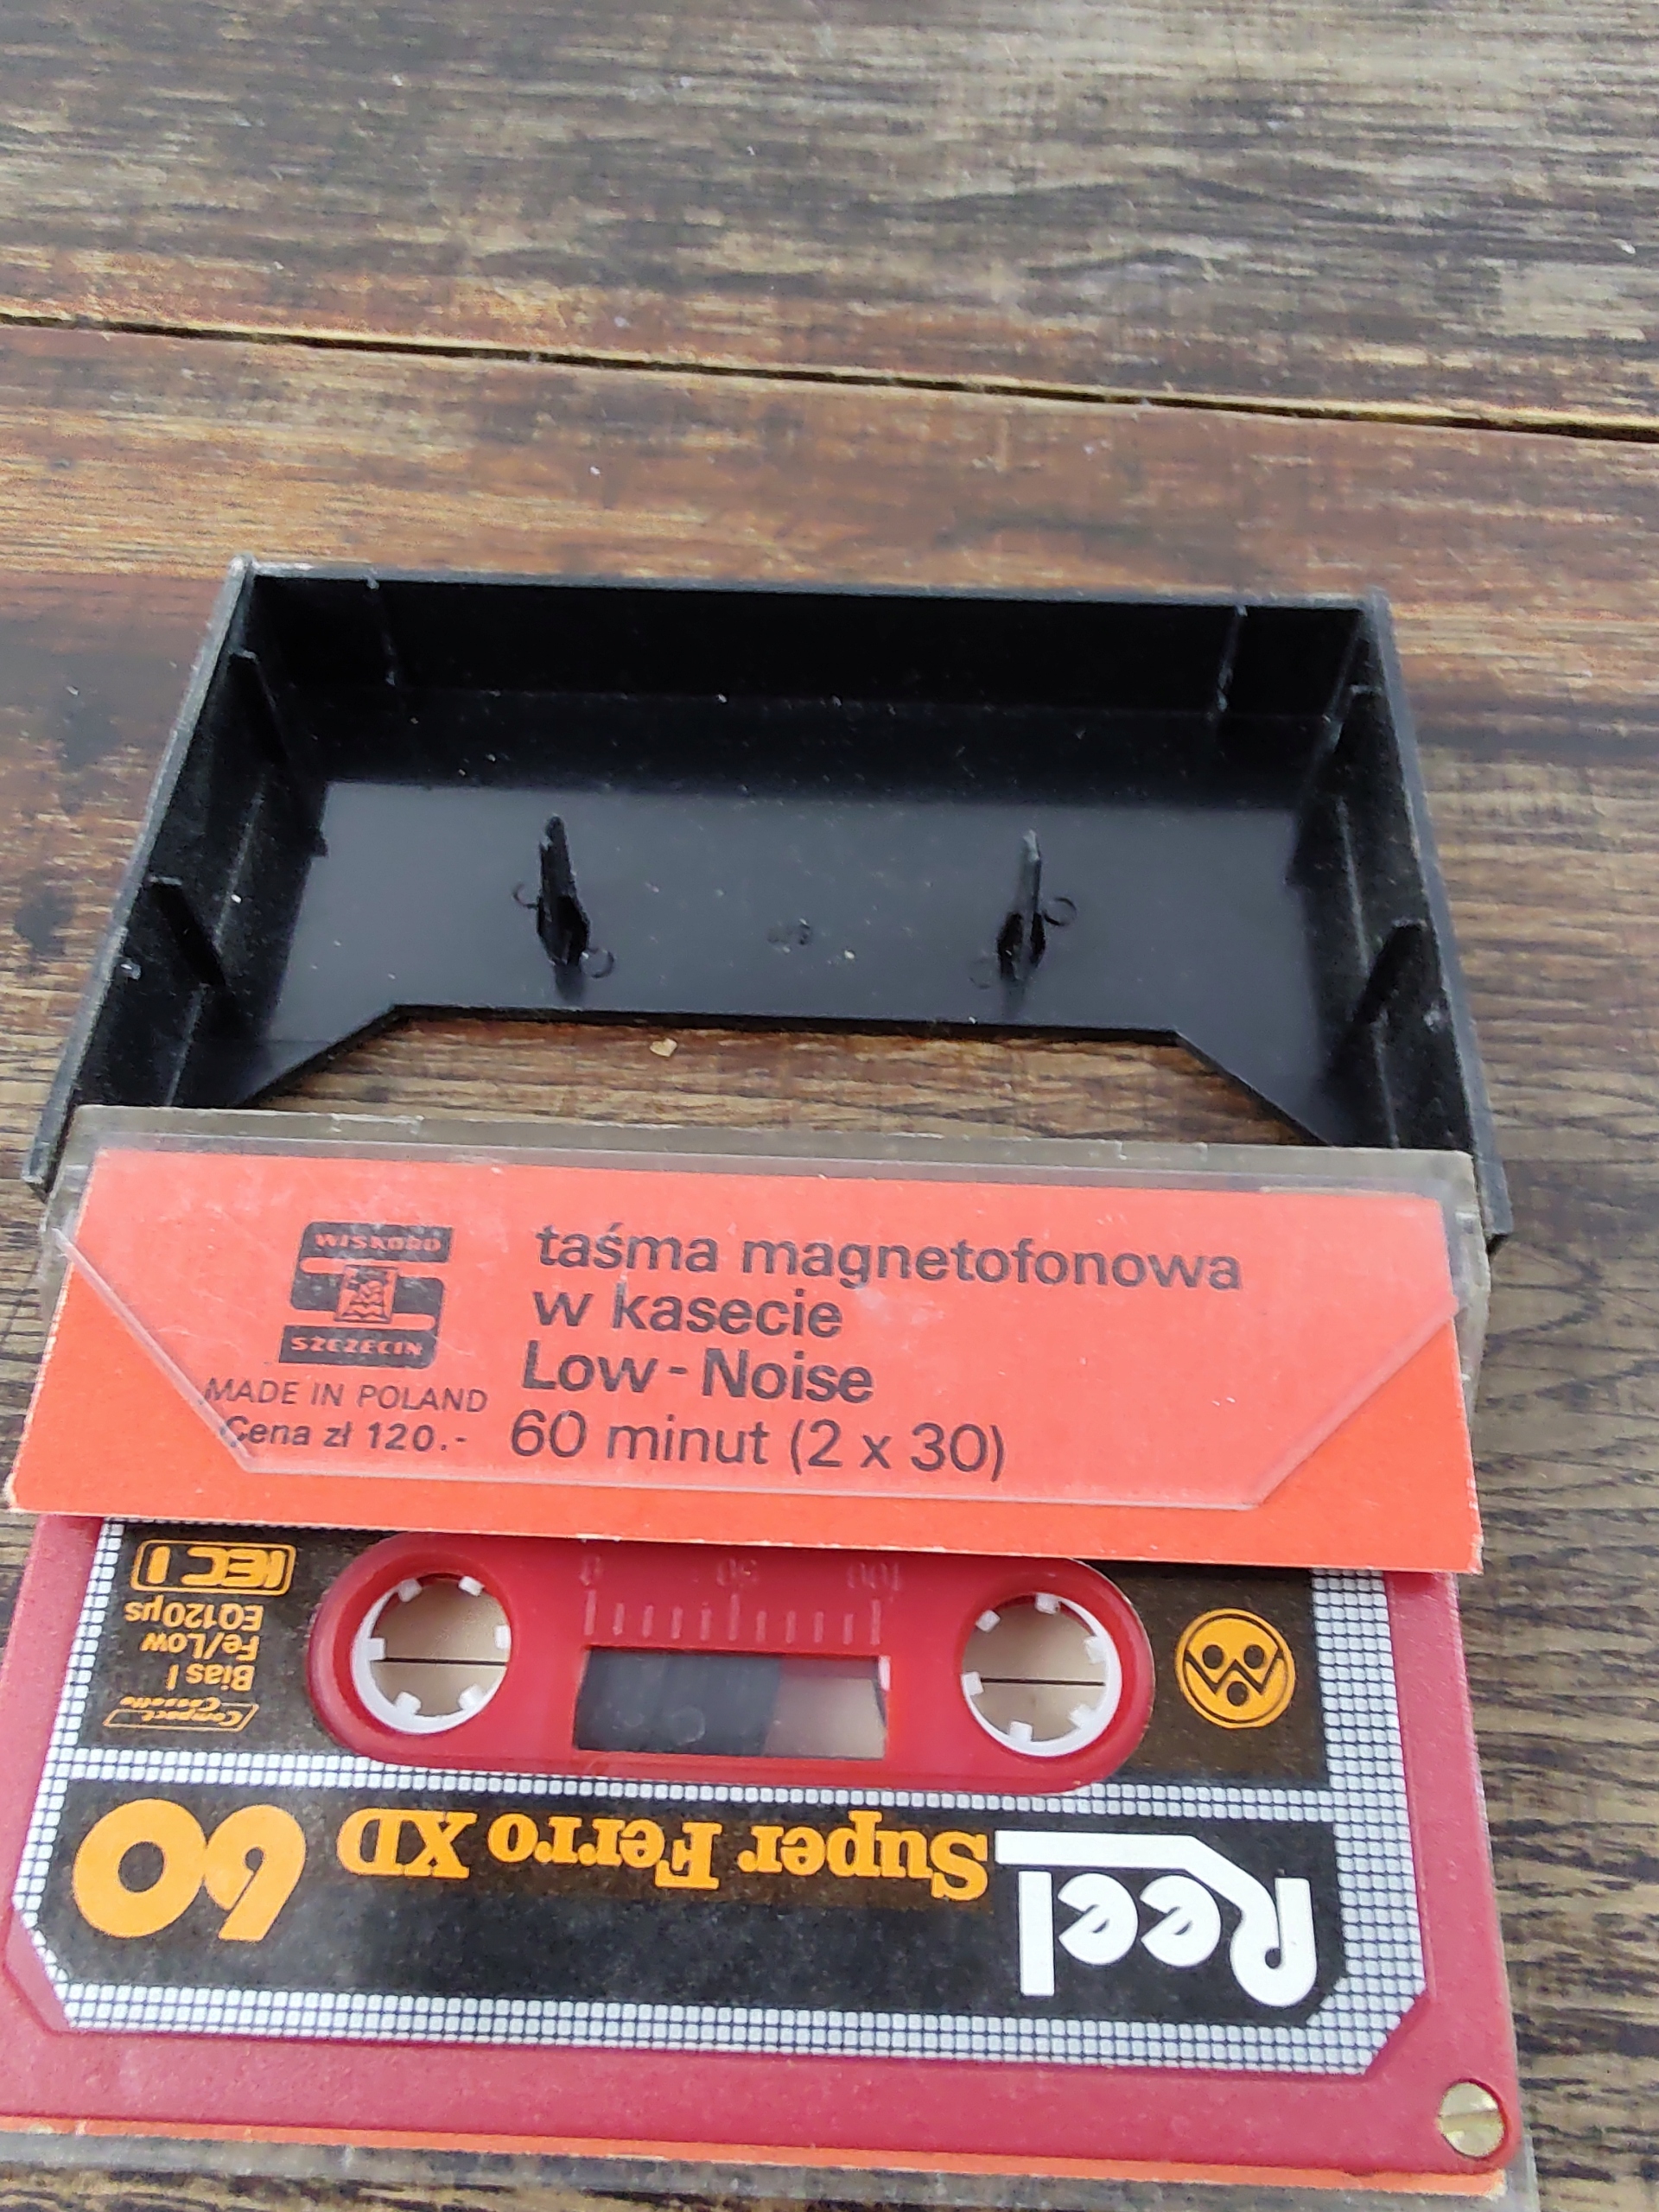 WISKORD
SZCZECIN
MADE IN POLAND
Cena zł 120.-
taśma magnetofonowa
w kasecie
Low-Noise
60 minut (2 x 30)
Reel Super Ferro XD 60
Compact
Cassette
Bias I
Fe/Low
EQ120µs
IEC I
0 50 100